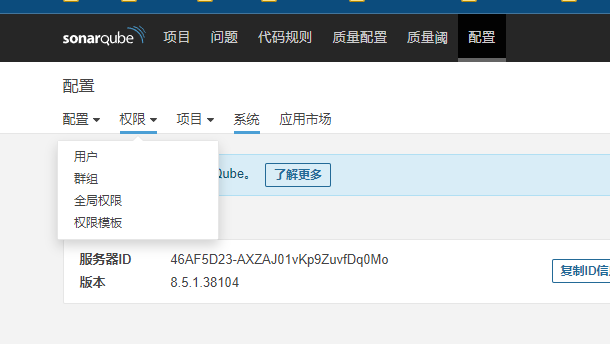 sonarqube 项目 问题 代码规则 质量配置 质量阈 配置
配置
配置 权限 项目 系统 应用市场
用户
Qube。 了解更多
群组
全局权限
权限模板
服务器ID 46AF5D23-AXZAJ01vKp9ZuvfDq0Mo
复制ID信息
版本 8.5.1.38104